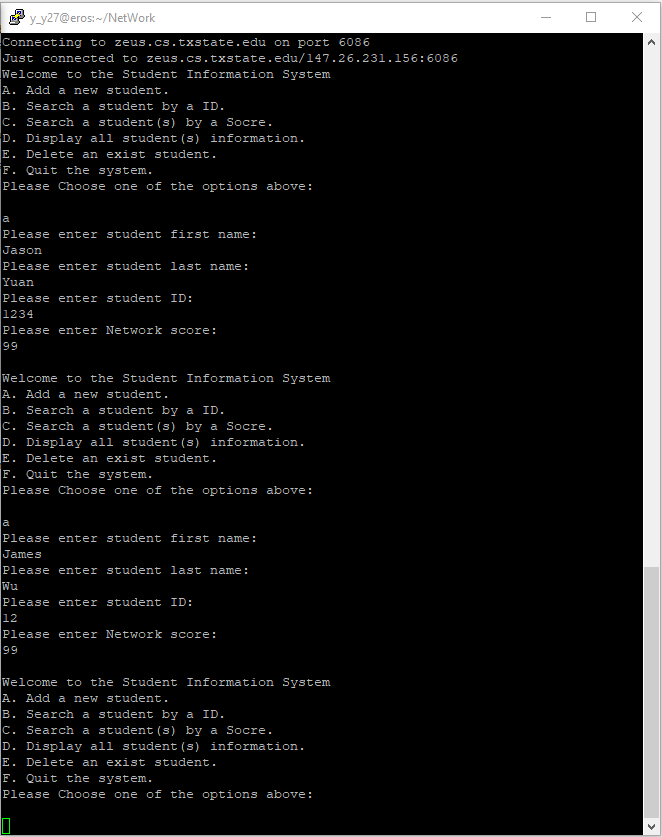 y_y27@eros:~/NetWork
Connecting to zeus.cs.txstate.edu on port 6086
Just connected to zeus.cs.txstate.edu/147.26.231.156:6086
Welcome to the Student Information System
A. Add a new student.
B. Search a student by a ID.
C. Search a student(s) by a Socre.
D. Display all student(s) information.
E. Delete an exist student.
F. Quit the system.
Please Choose one of the options above:
a
Please enter student first name:
Jason
Please enter student last name:
Yuan
Please enter student ID:
1234
Please enter Network score:
99
Welcome to the Student Information System
A. Add a new student.
B. Search a student by a ID.
C. Search a student(s) by a Socre.
D. Display all student(s) information.
E. Delete an exist student.
F. Quit the system.
Please Choose one of the options above:
a
Please enter student first name:
James
Please enter student last name:
Wu
Please enter student ID:
12
Please enter Network score:
99
Welcome to the Student Information System
A. Add a new student.
B. Search a student by a ID.
C. Search a student(s) by a Socre.
D. Display all student(s) information.
E. Delete an exist student.
F. Quit the system.
Please Choose one of the options above: